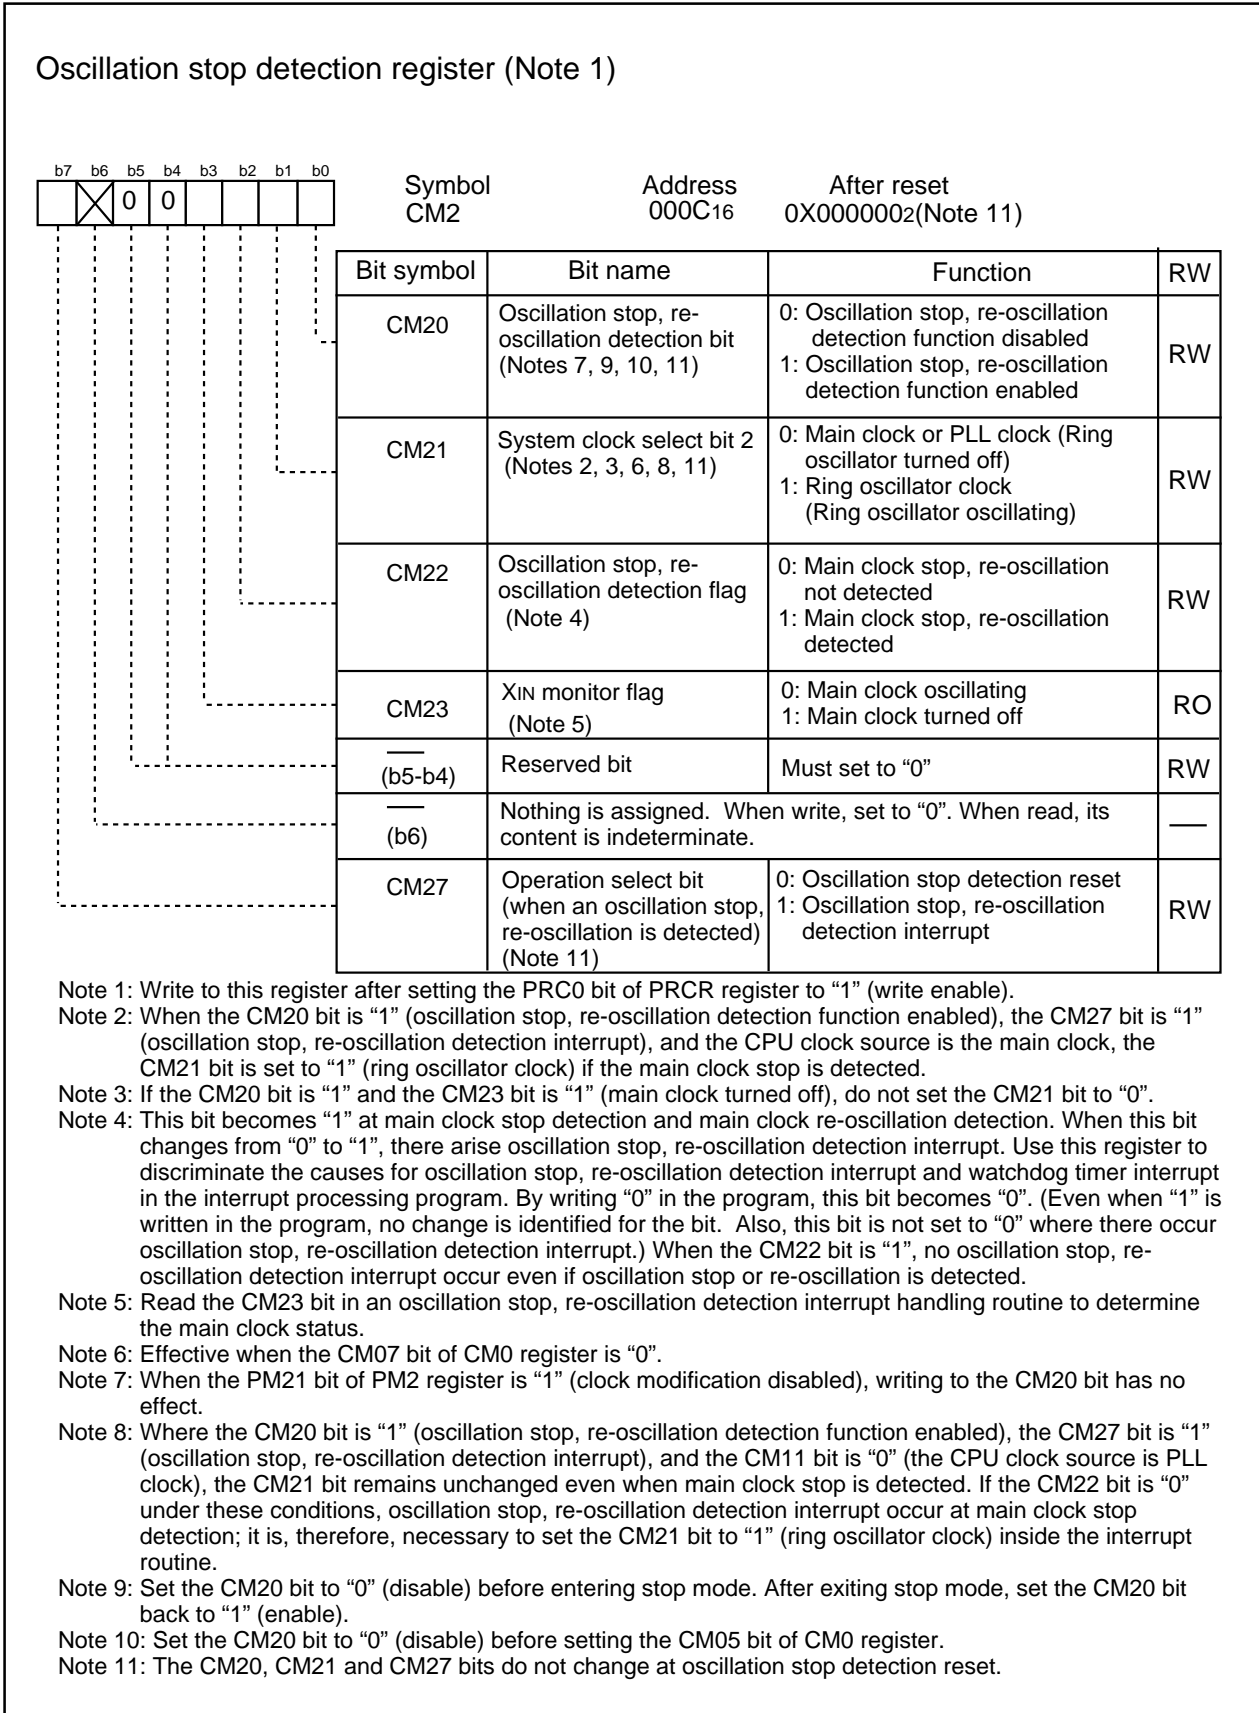 Oscillation stop detection register (Note 1)
b7 b6 b5 b4 b3 b2 b1 b0
0 0
Symbol Address After reset
CM2 000C16 0X0000002(Note 11)
Bit symbol Bit name Function RW
CM20 Oscillation stop, re-oscillation detection bit (Notes 7, 9, 10, 11) 0: Oscillation stop, re-oscillation detection function disabled 1: Oscillation stop, re-oscillation detection function enabled RW
CM21 System clock select bit 2 (Notes 2, 3, 6, 8, 11) 0: Main clock or PLL clock (Ring oscillator turned off) 1: Ring oscillator clock (Ring oscillator oscillating) RW
CM22 Oscillation stop, re-oscillation detection flag (Note 4) 0: Main clock stop, re-oscillation not detected 1: Main clock stop, re-oscillation detected RW
CM23 XIN monitor flag (Note 5) 0: Main clock oscillating 1: Main clock turned off RO
(b5-b4) Reserved bit Must set to “0” RW
(b6) Nothing is assigned. When write, set to “0”. When read, its content is indeterminate.
CM27 Operation select bit (when an oscillation stop, re-oscillation is detected) (Note 11) 0: Oscillation stop detection reset 1: Oscillation stop, re-oscillation detection interrupt RW
Note 1: Write to this register after setting the PRC0 bit of PRCR register to “1” (write enable).
Note 2: When the CM20 bit is “1” (oscillation stop, re-oscillation detection function enabled), the CM27 bit is “1”
(oscillation stop, re-oscillation detection interrupt), and the CPU clock source is the main clock, the
CM21 bit is set to “1” (ring oscillator clock) if the main clock stop is detected.
Note 3: If the CM20 bit is “1” and the CM23 bit is “1” (main clock turned off), do not set the CM21 bit to “0”.
Note 4: This bit becomes “1” at main clock stop detection and main clock re-oscillation detection. When this bit
changes from “0” to “1”, there arise oscillation stop, re-oscillation detection interrupt. Use this register to
discriminate the causes for oscillation stop, re-oscillation detection interrupt and watchdog timer interrupt
in the interrupt processing program. By writing “0” in the program, this bit becomes “0”. (Even when “1” is
written in the program, no change is identified for the bit. Also, this bit is not set to “0” where there occur
oscillation stop, re-oscillation detection interrupt.) When the CM22 bit is “1”, no oscillation stop, re-
oscillation detection interrupt occur even if oscillation stop or re-oscillation is detected.
Note 5: Read the CM23 bit in an oscillation stop, re-oscillation detection interrupt handling routine to determine
the main clock status.
Note 6: Effective when the CM07 bit of CM0 register is “0”.
Note 7: When the PM21 bit of PM2 register is “1” (clock modification disabled), writing to the CM20 bit has no
effect.
Note 8: Where the CM20 bit is “1” (oscillation stop, re-oscillation detection function enabled), the CM27 bit is “1”
(oscillation stop, re-oscillation detection interrupt), and the CM11 bit is “0” (the CPU clock source is PLL
clock), the CM21 bit remains unchanged even when main clock stop is detected. If the CM22 bit is “0”
under these conditions, oscillation stop, re-oscillation detection interrupt occur at main clock stop
detection; it is, therefore, necessary to set the CM21 bit to “1” (ring oscillator clock) inside the interrupt
routine.
Note 9: Set the CM20 bit to “0” (disable) before entering stop mode. After exiting stop mode, set the CM20 bit
back to “1” (enable).
Note 10: Set the CM20 bit to “0” (disable) before setting the CM05 bit of CM0 register.
Note 11: The CM20, CM21 and CM27 bits do not change at oscillation stop detection reset.